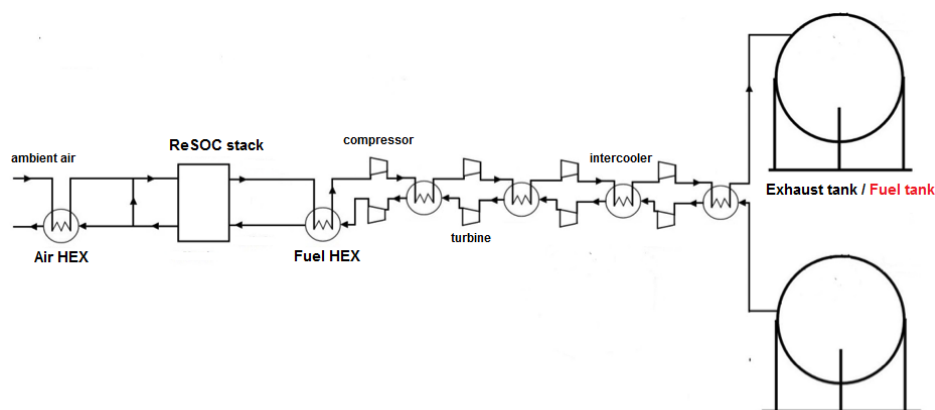 ReSOC stack
compressor
ambient air
intercooler
Exhaust tank / Fuel tank
turbine
Air HEX
Fuel HEX